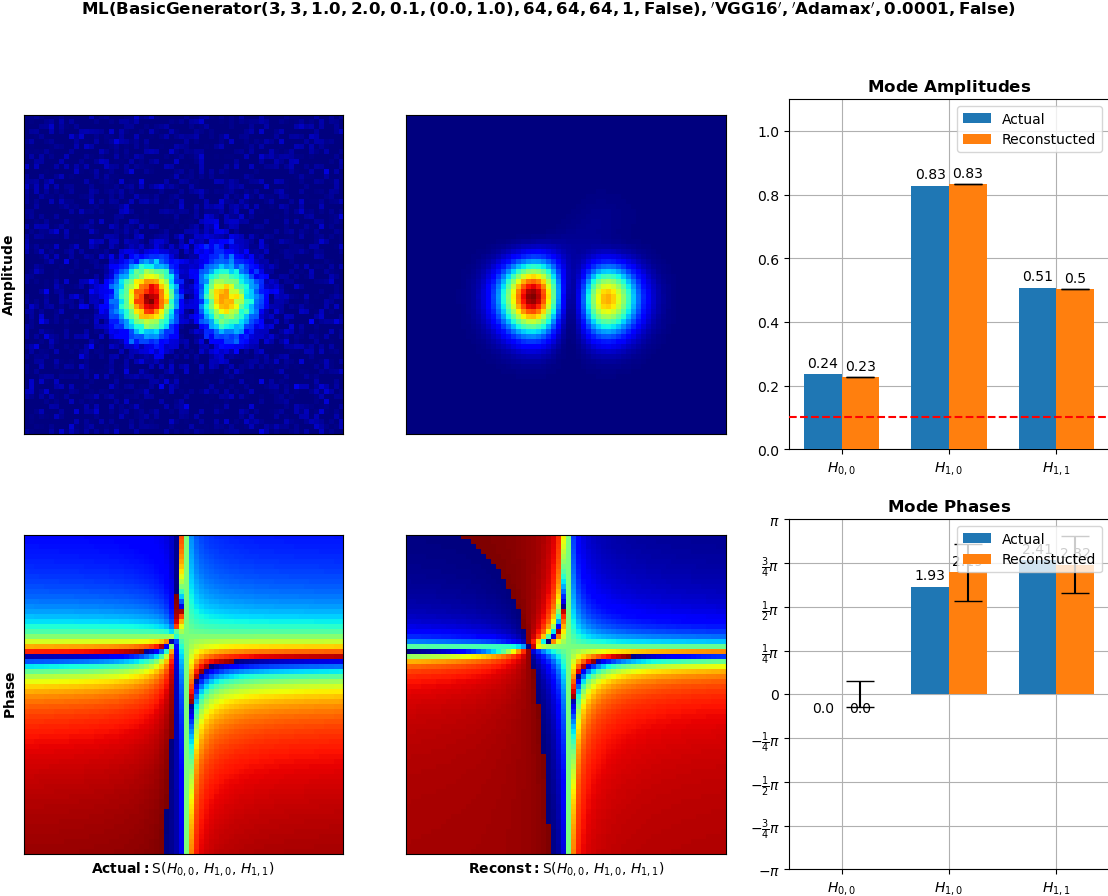 ML(BasicGenerator(3, 3, 1.0, 2.0, 0.1, (0.0, 1.0), 64, 64, 64, 1, False), ′VGG16′, ′Adamax′, 0.0001, False)
Amplitude
Mode Amplitudes
Actual
Reconstucted
1.0
0.8
0.6
0.4
0.2
0.0
0.24
0.23
0.83
0.83
0.51
0.5
H0,0
H1,0
H1,1
Phase
Actual: S(H0,0, H1,0, H1,1)
Reconst: S(H0,0, H1,0, H1,1)
Mode Phases
Actual
Reconstucted
π
3/4π
1/2π
1/4π
0
−1/4π
−1/2π
−3/4π
−π
0.0
0.0
1.93
2.41
H0,0
H1,0
H1,1